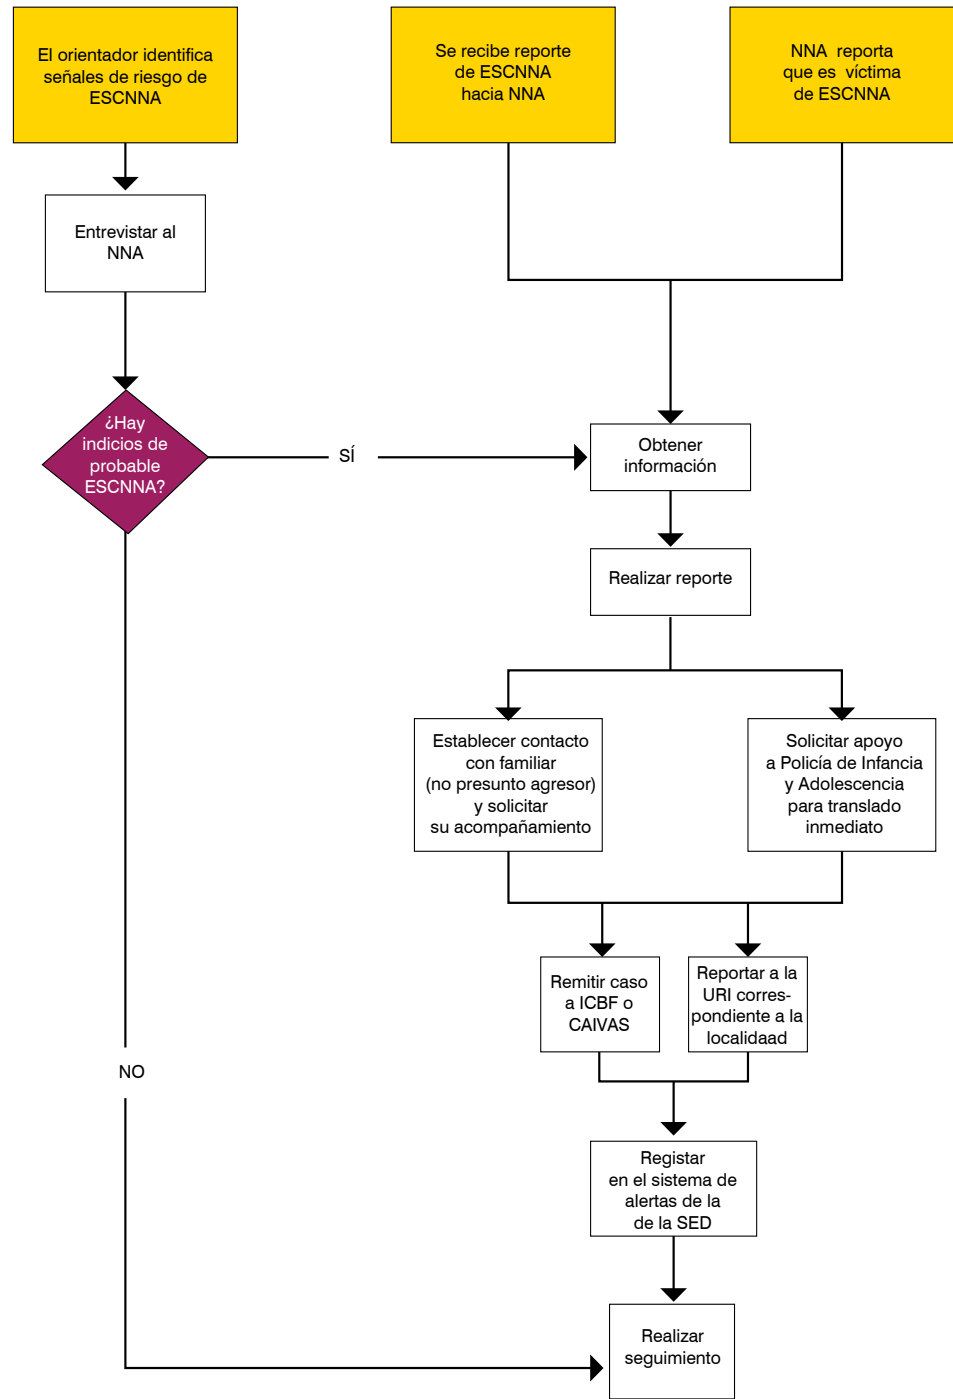 El orientador identifica
señales de riesgo de
ESCNNA
Se recibe reporte
de ESCNNA
hacia NNA
NNA reporta
que es víctima
de ESCNNA
Entrevistar al
NNA
¿Hay
indicios de
probable
ESCNNA?
SÍ
Obtener
información
Realizar reporte
Establecer contacto
con familiar
(no presunto agresor)
y solicitar
su acompañamiento
Solicitar apoyo
a Policía de Infancia
y Adolescencia
para translado
inmediato
Remitir caso
a ICBF o
CAIVAS
Reportar a la
URI corres-
pondiente a la
localidaad
NO
Registar
en el sistema de
alertas de la
de la SED
Realizar
seguimiento